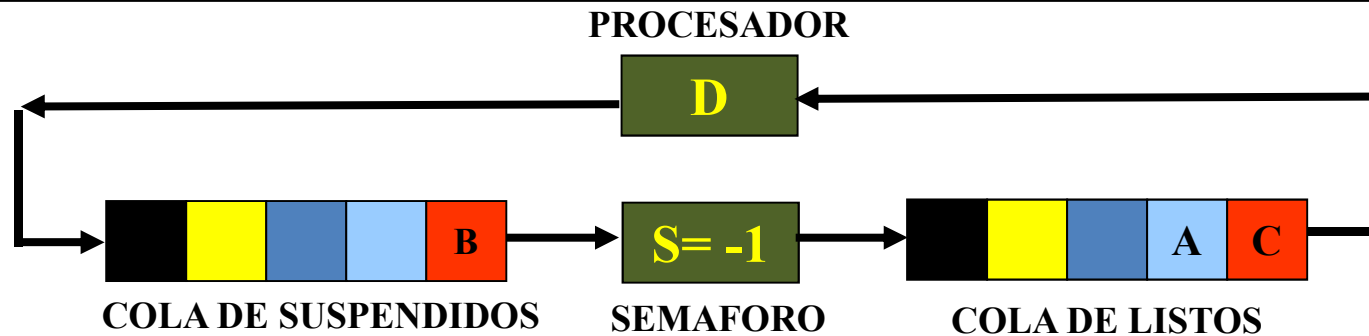 PROCESADOR
D
B
S= -1
A
C
COLA DE SUSPENDIDOS
SEMAFORO
COLA DE LISTOS